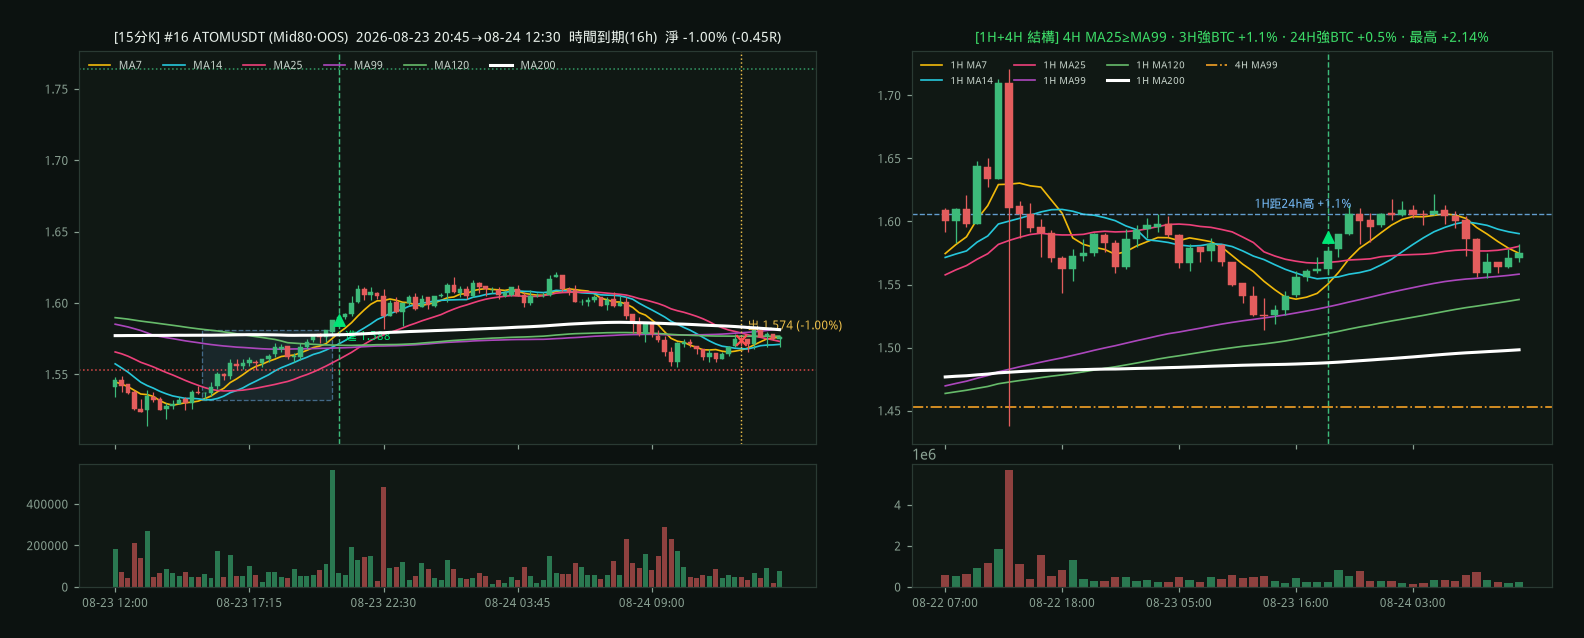 [15分K] #16 ATOMUSDT (Mid80·OOS)  2026-08-23 20:45→08-24 12:30  時間到期(16h)  淨 -1.00% (-0.45R)
MA7 MA14 MA25 MA99 MA120 MA200
1.75
1.70
1.65
1.60
1.55
1.574 (-1.00%)
400000
200000
0
08-23 12:00 08-23 17:15 08-23 22:30 08-24 03:45 08-24 09:00
[1H+4H 結構] 4H MA25≥MA99 · 3H強BTC +1.1% · 24H強BTC +0.5% · 最高 +2.14%
1H MA7 1H MA25 1H MA120 4H MA99
1H MA14 1H MA99 1H MA200
1.70
1.65
1.60
1.55
1.50
1.45
1H距24h高 +1.1%
1e6
4
2
0
08-22 07:00 08-22 18:00 08-23 05:00 08-23 16:00 08-24 03:00